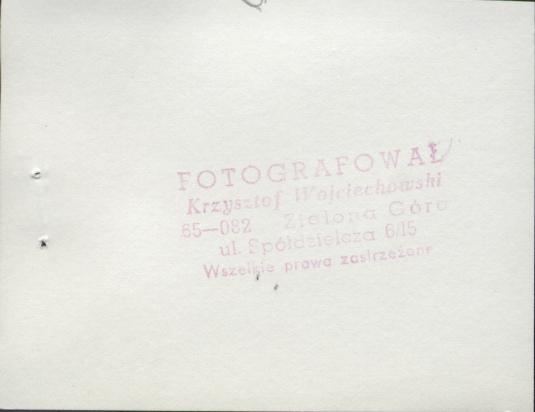 FOTOGRAFOWAŁ
Krzysztof Wojciechowski
65—082 Zielona Góra
ul. Spółdzielcza 6/15
Wszelkie prawa zastrzeżone